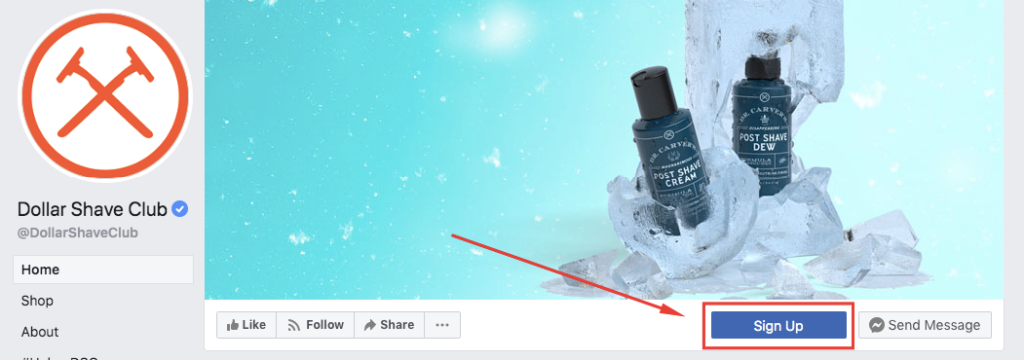 Dollar Shave Club
@DollarShaveClub
Home
Shop
About
DR. CARVER'S
POST SHAVE
CREAM
DR. CARVER'S
DISAPPEARING
POST SHAVE
DEW
Like
Follow
Share
Sign Up
Send Message